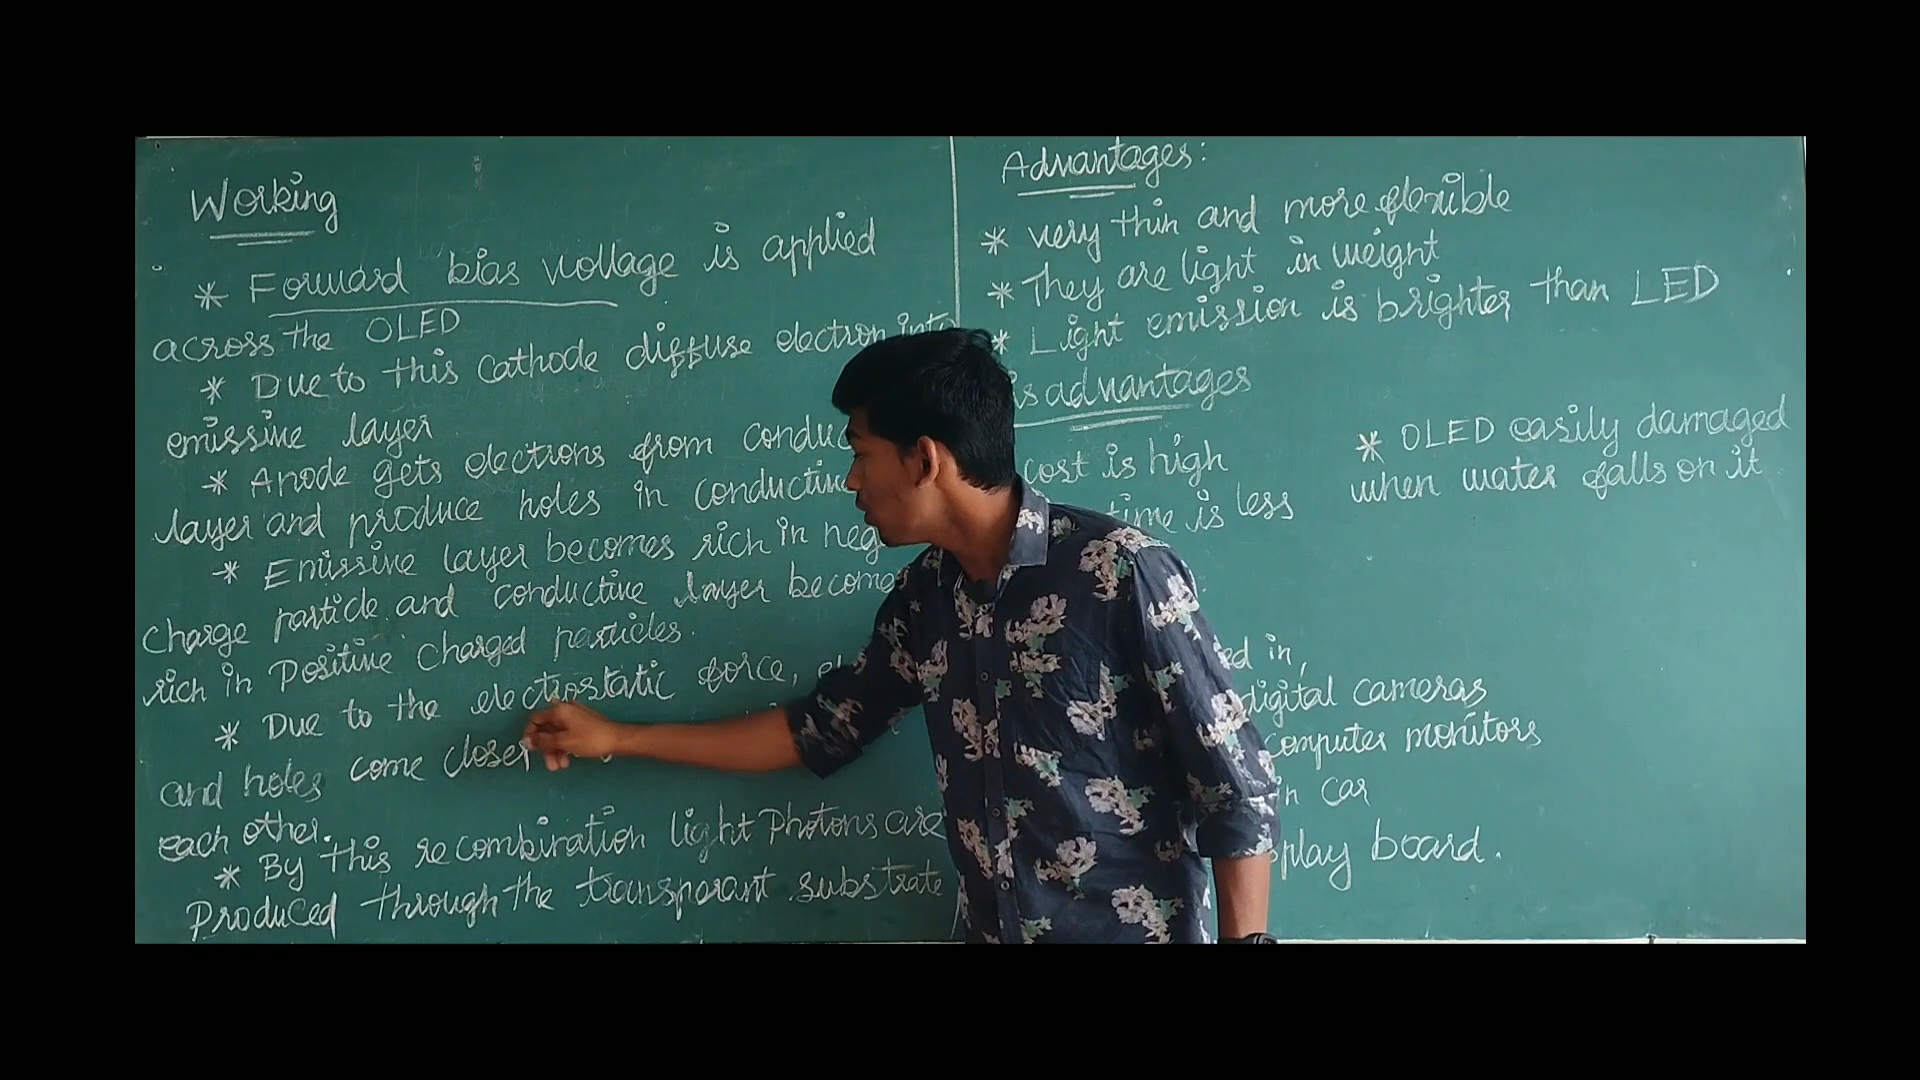 Working
* Forward bias voltage is applied
across the OLED
* Due to this cathode diffuse electron into
emissive layer
* Anode gets electrons from
layer and produce holes in conductive
* Emissive layer becomes rich in
charge particle and conductive layer become
rich in Positive Charged particles.
* Due to the electrostatic force,
and holes come closer
each other.
* By this recombination light Photons are
Produced through the transparant substrate
Advantages:
* very thin and more flexible
* They are light in weight
* Light emission is brighter than LED
isadvantages
cost is high
time is less
* OLED easily damaged
when water falls on it
ed in,
digital cameras
computer monitors
in car
play board.